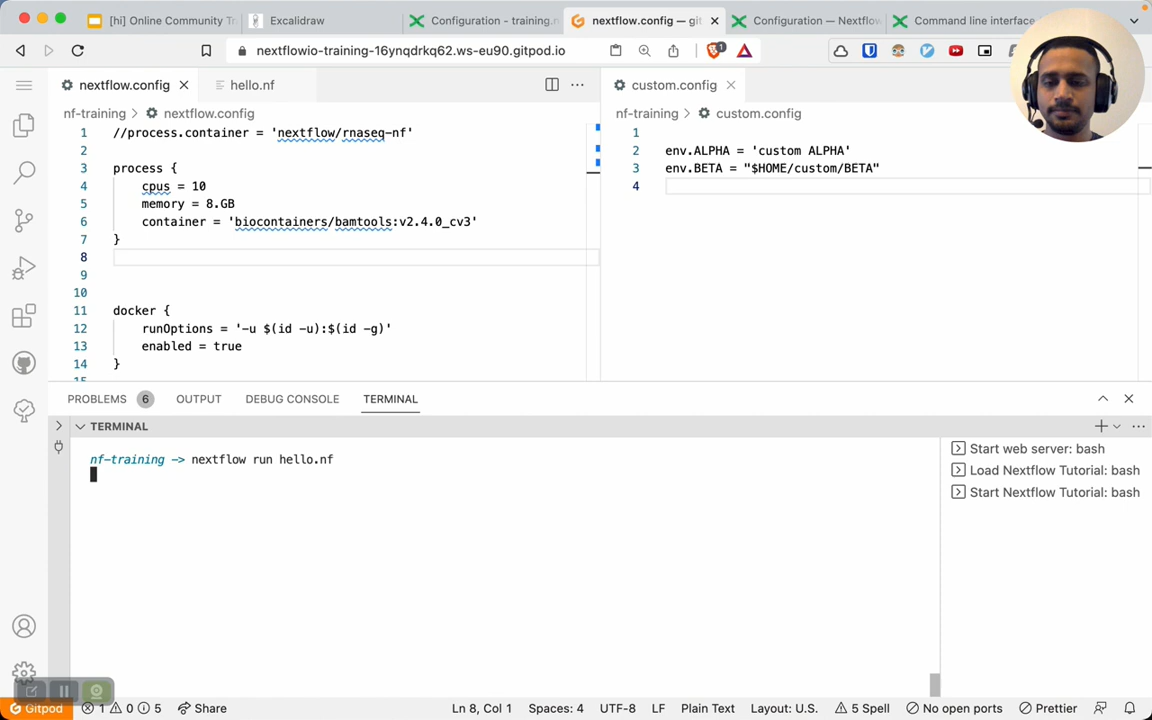 [hi] Online Community Tr
Excalidraw
Configuration - training.n
nextflow.config — git
Configuration — Nextflow
Command line interface
nextflowio-training-16ynqdrkq62.ws-eu90.gitpod.io
1
nextflow.config
hello.nf
nf-training > nextflow.config
1 //process.container = 'nextflow/rnaseq-nf'
2
3 process {
4 cpus = 10
5 memory = 8.GB
6 container = 'biocontainers/bamtools:v2.4.0_cv3'
7 }
8
9
10
11 docker {
12 runOptions = '-u $(id -u):$(id -g)'
13 enabled = true
14 }
15
custom.config
nf-training > custom.config
1
2 env.ALPHA = 'custom ALPHA'
3 env.BETA = "$HOME/custom/BETA"
4
PROBLEMS 6 OUTPUT DEBUG CONSOLE TERMINAL
TERMINAL
nf-training -> nextflow run hello.nf
Start web server: bash
Load Nextflow Tutorial: bash
Start Nextflow Tutorial: bash
Gitpod 1 0 5 Share Ln 8, Col 1 Spaces: 4 UTF-8 LF Plain Text Layout: U.S. 5 Spell No open ports Prettier